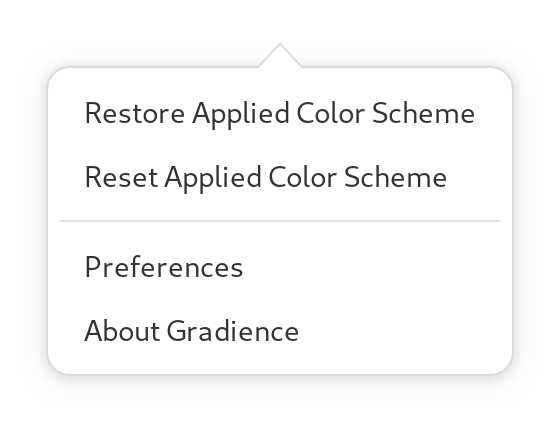 Restore Applied Color Scheme
Reset Applied Color Scheme
Preferences
About Gradience